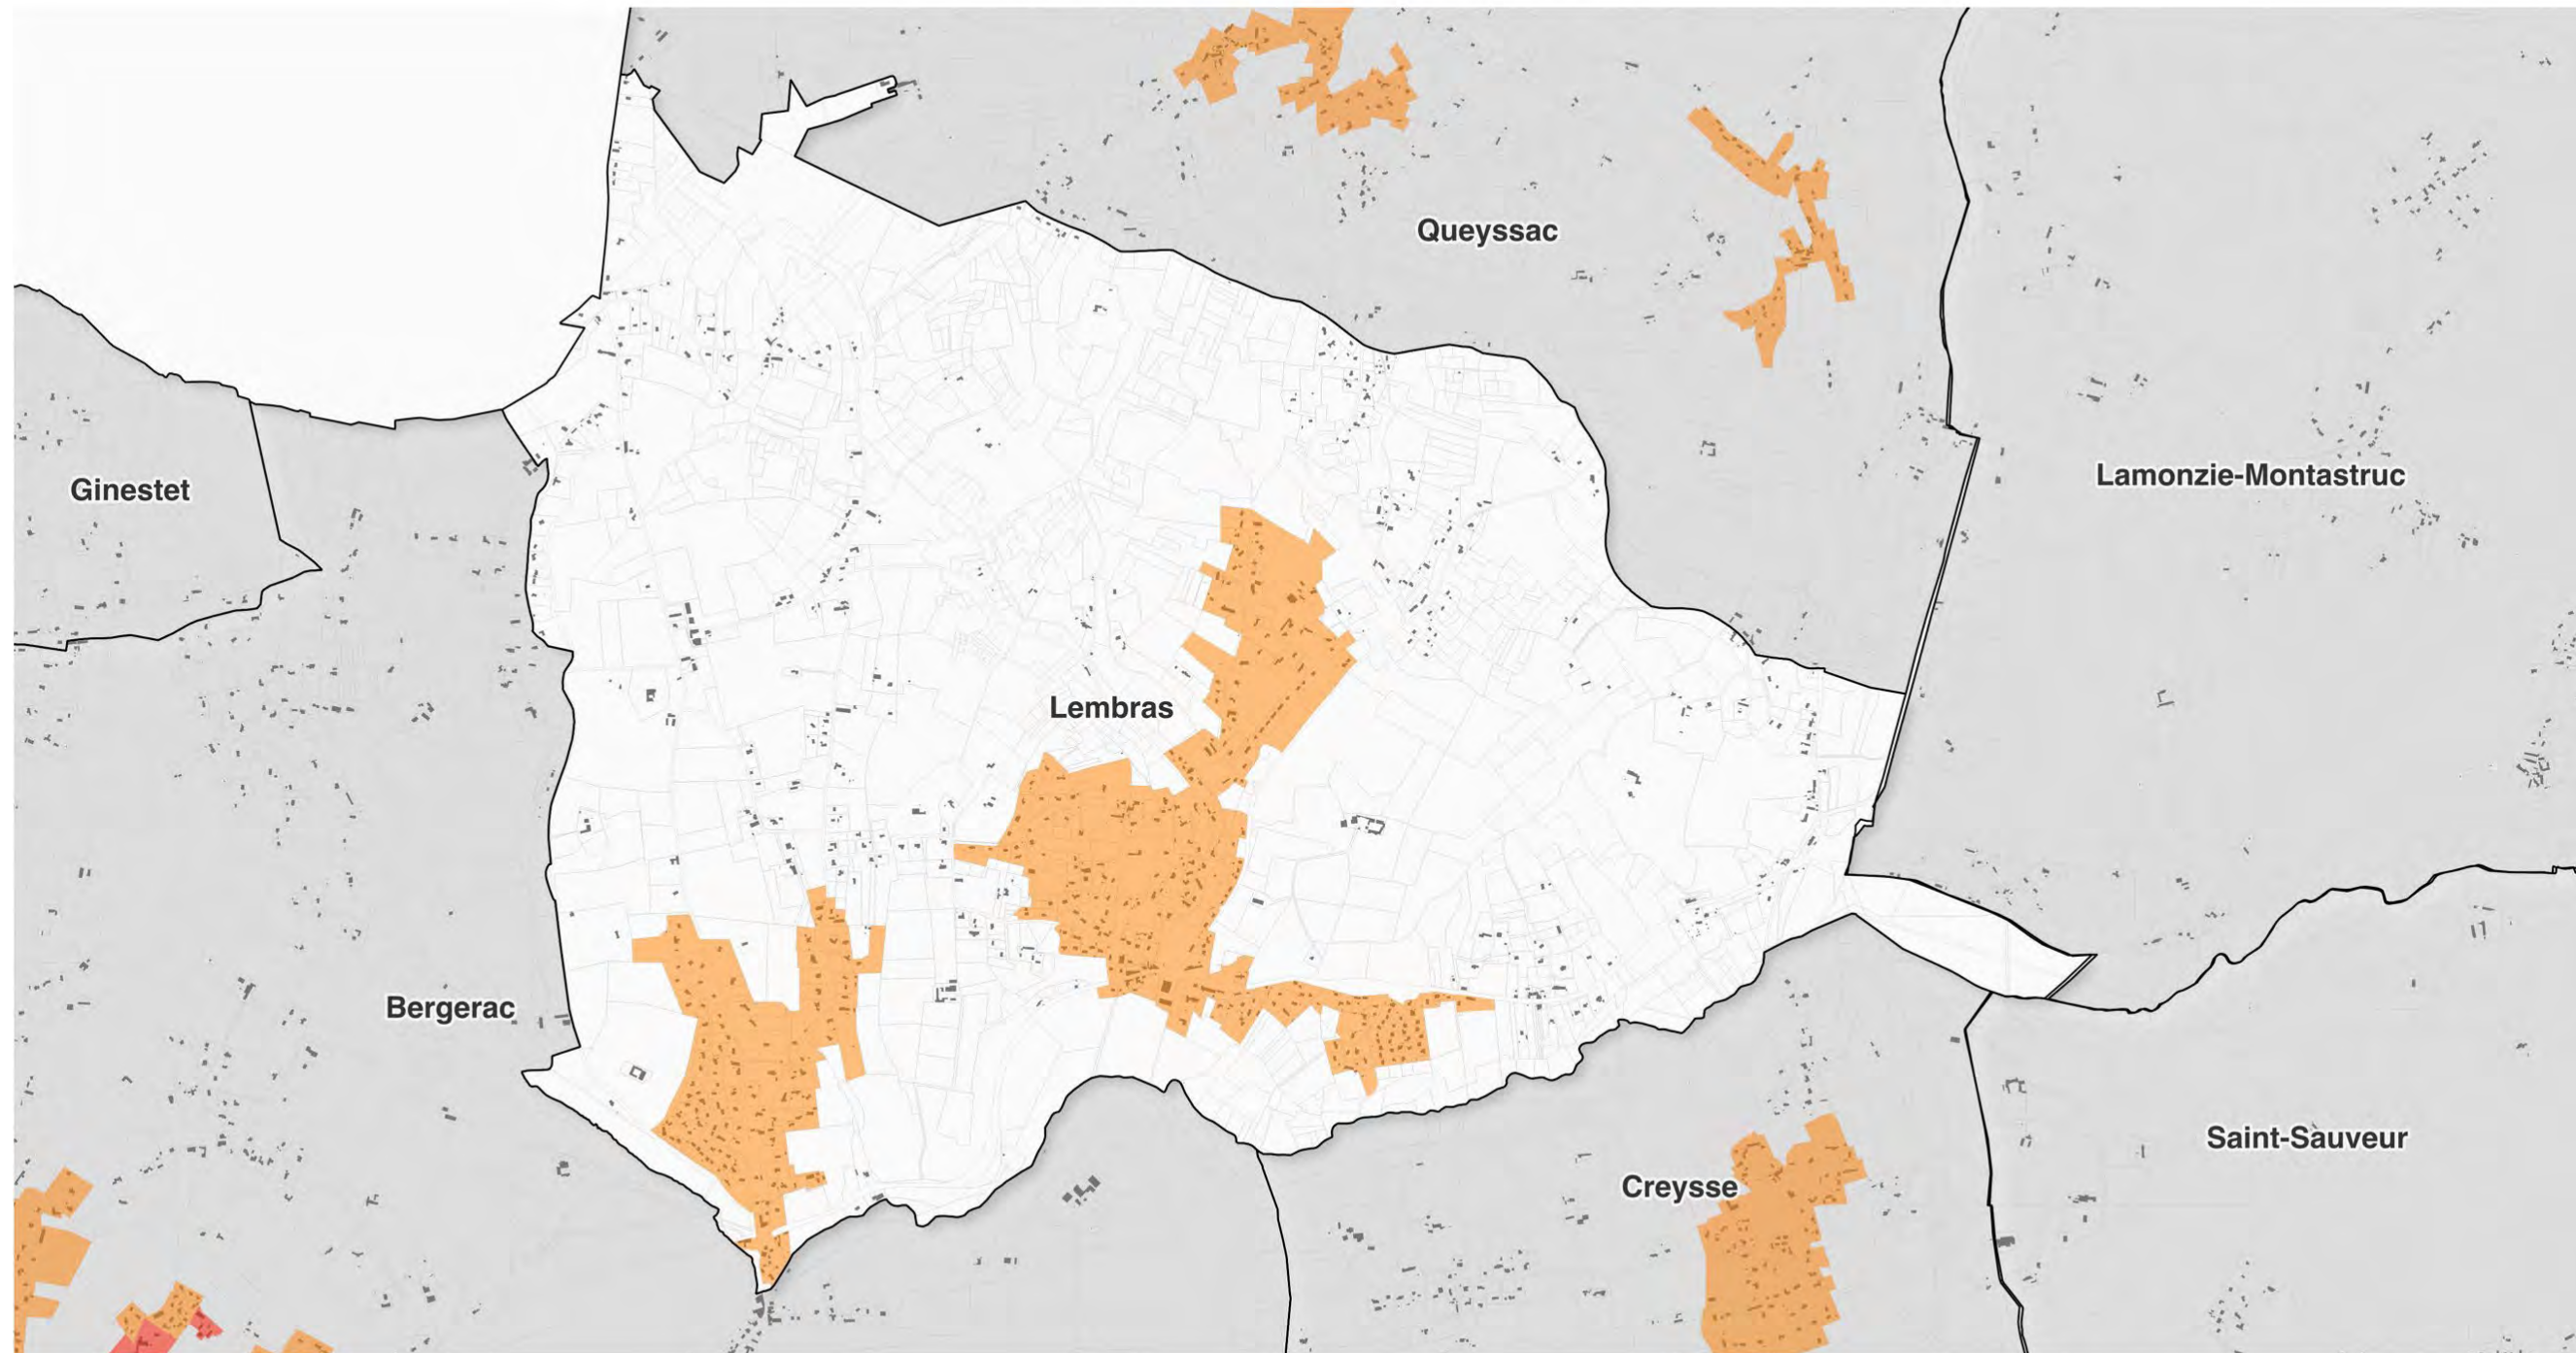 Queyssac
Lamonzie-Montastruc
Ginestet
Lembras
Bergerac
Saint-Sauveur
Creysse